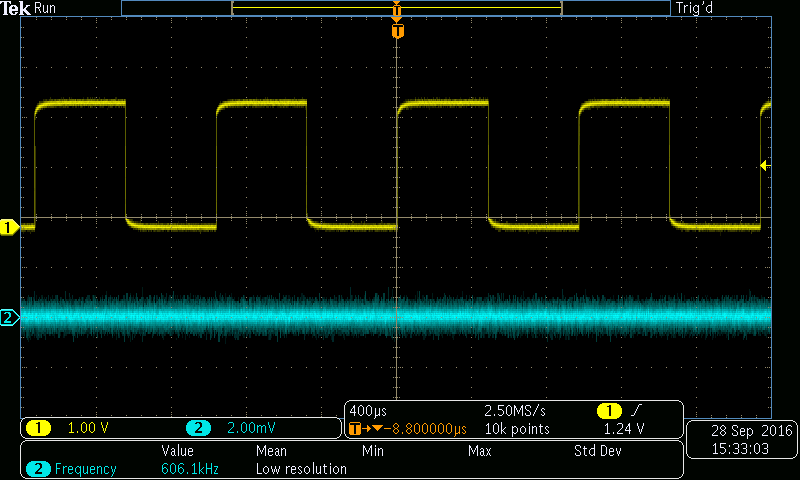 Tek Run Trig'd
T
T
1
2
1 1.00 V 2 2.00mV
400µs 2.50MS/s 1
T→▼-8.800000µs 10k points 1.24 V
28 Sep 2016
15:33:03
Value Mean Min Max Std Dev
2 Frequency 606.1kHz Low resolution